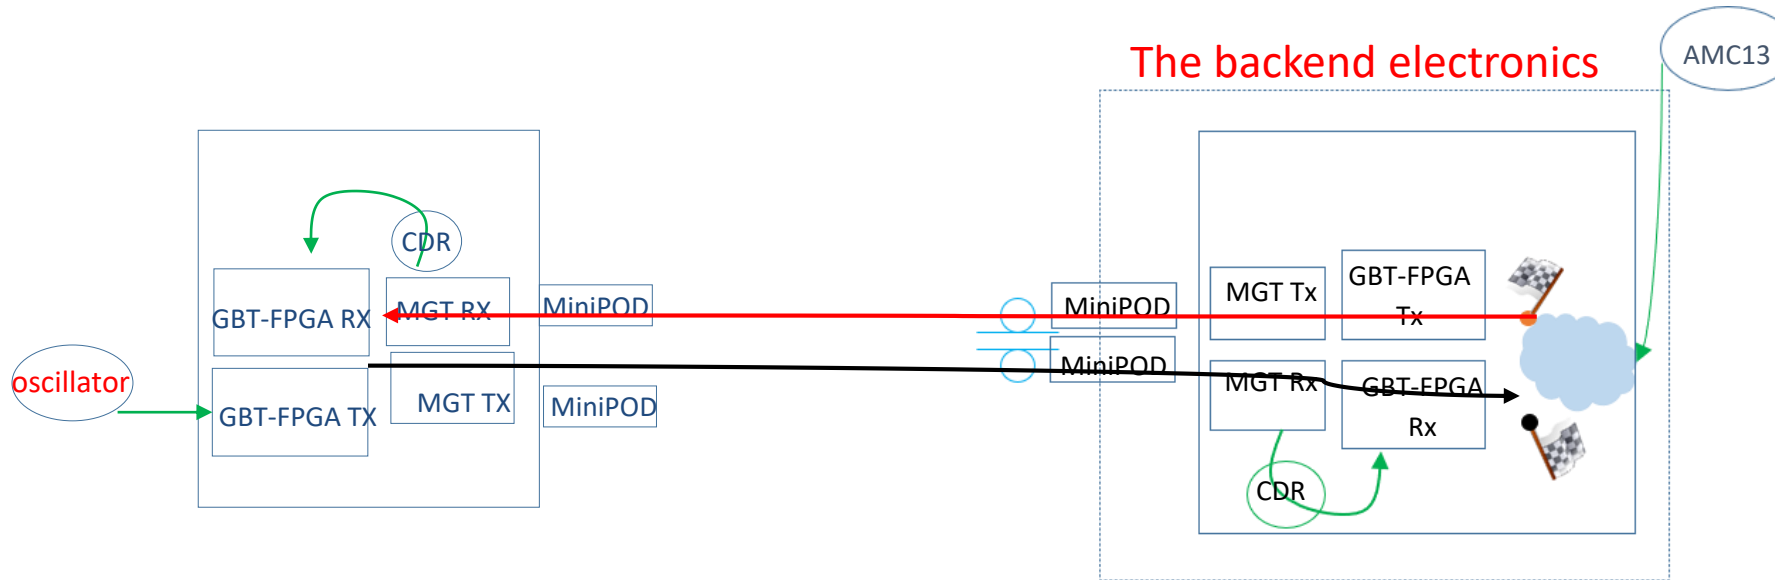 AMC13
The backend electronics
CDR
GBT-FPGA RX
MGT RX
MiniPOD
MiniPOD
MGT Tx
GBT-FPGA
Tx
oscillator
GBT-FPGA TX
MGT TX
MiniPOD
MiniPOD
MGT Rx
GBT-FPGA
Rx
CDR